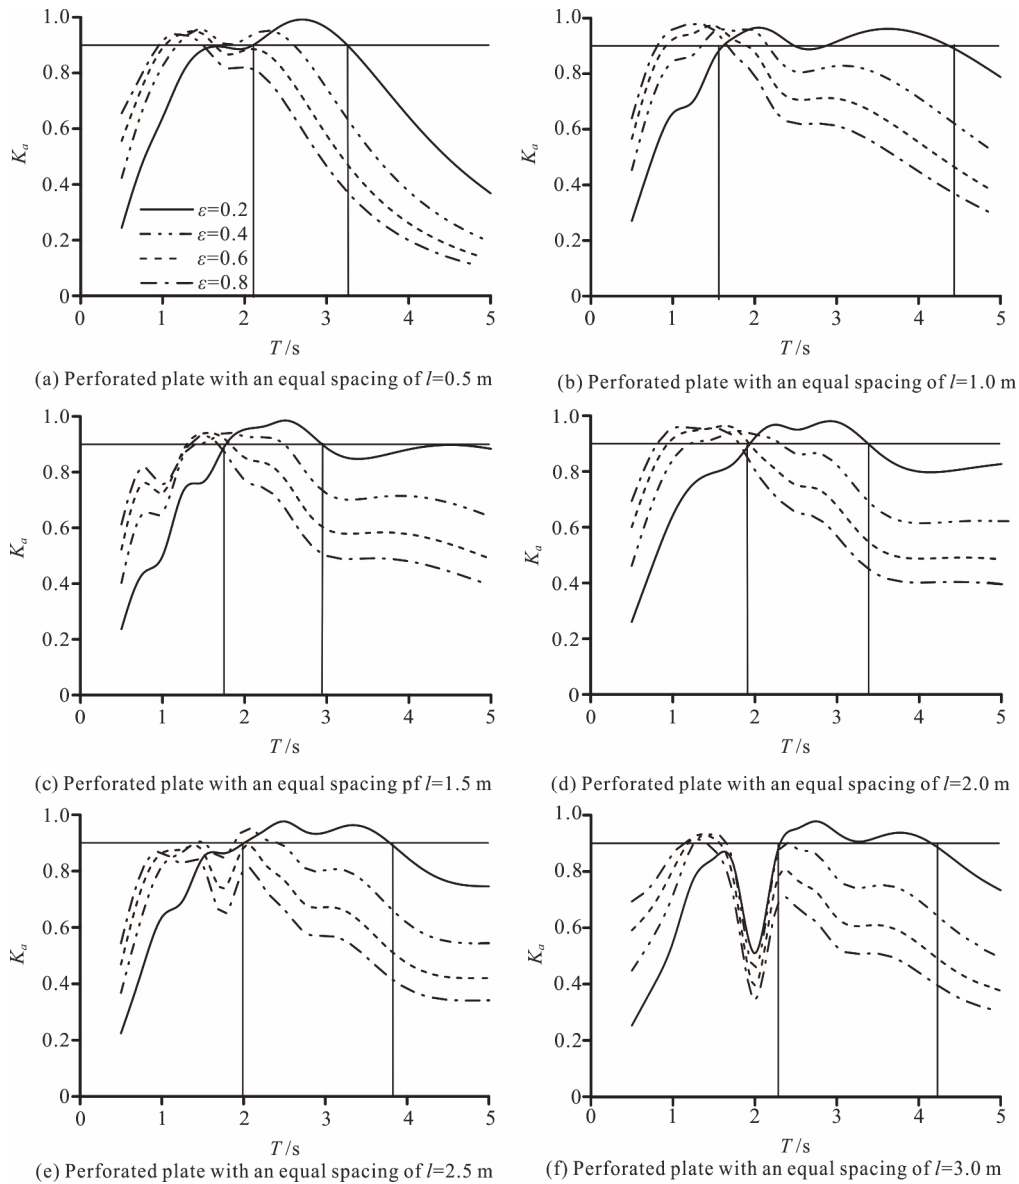 1.0
0.8
0.6
0.4
0.2
0
Kₐ
ε=0.2
ε=0.4
ε=0.6
ε=0.8
0 1 2 3 4 5
T/s
(a) Perforated plate with an equal spacing of l=0.5 m
1.0
0.8
0.6
0.4
0.2
0
Kₐ
0 1 2 3 4 5
T/s
(b) Perforated plate with an equal spacing of l=1.0 m
1.0
0.8
0.6
0.4
0.2
0
Kₐ
0 1 2 3 4 5
T/s
(c) Perforated plate with an equal spacing pf l=1.5 m
1.0
0.8
0.6
0.4
0.2
0
Kₐ
0 1 2 3 4 5
T/s
(d) Perforated plate with an equal spacing of l=2.0 m
1.0
0.8
0.6
0.4
0.2
0
Kₐ
0 1 2 3 4 5
T/s
(e) Perforated plate with an equal spacing of l=2.5 m
1.0
0.8
0.6
0.4
0.2
0
Kₐ
0 1 2 3 4 5
T/s
(f) Perforated plate with an equal spacing of l=3.0 m